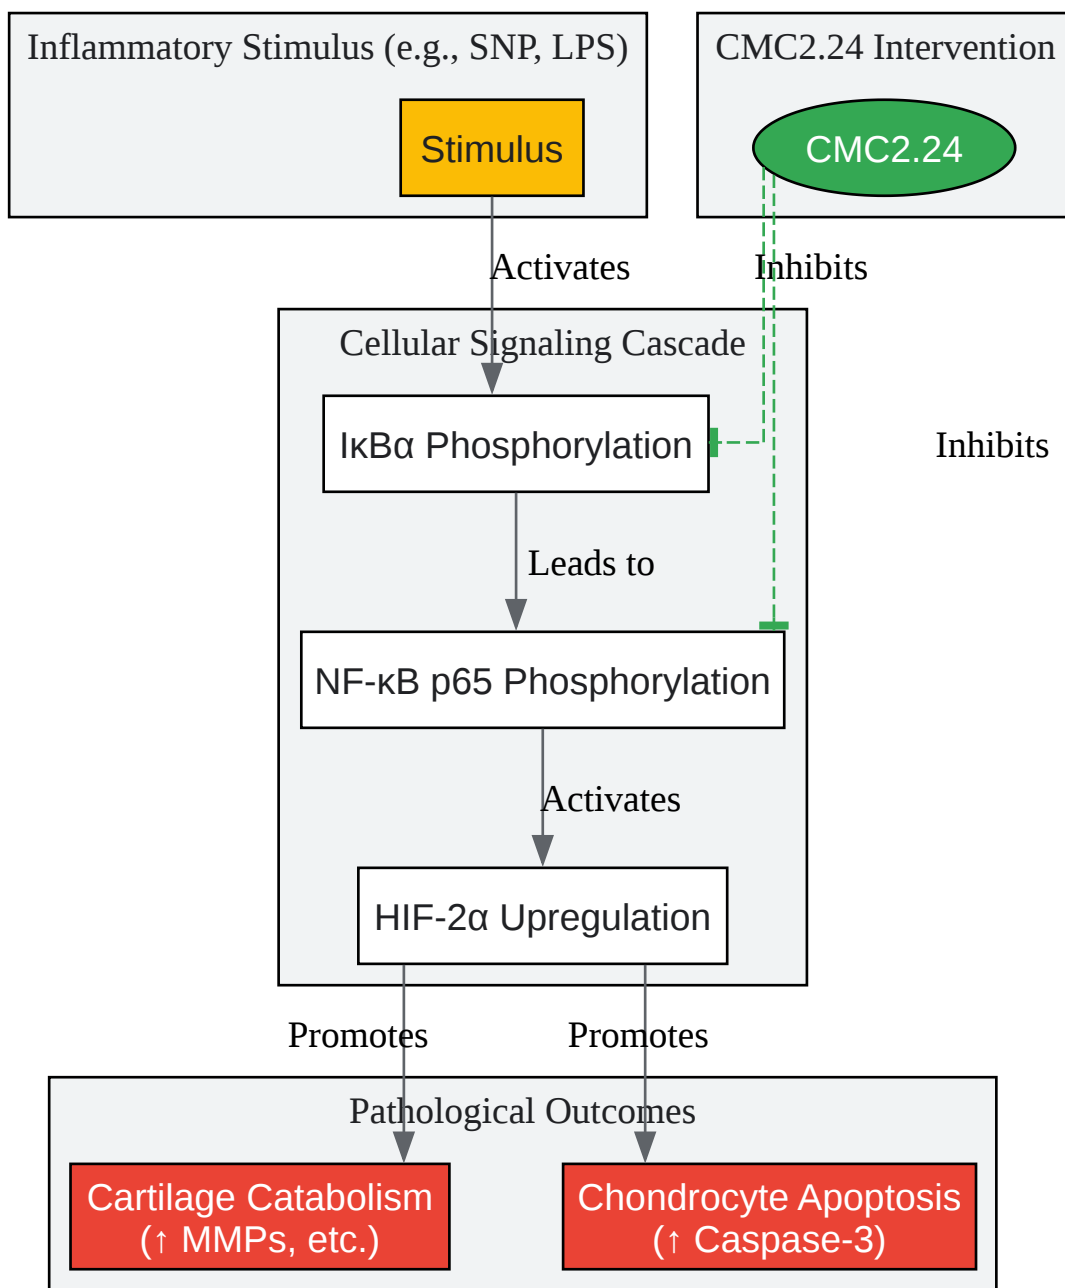 Inflammatory Stimulus (e.g., SNP, LPS)
CMC2.24 Intervention
Stimulus
CMC2.24
Activates
Inhibits
Cellular Signaling Cascade
IκBα Phosphorylation
Inhibits
Leads to
NF-κB p65 Phosphorylation
Activates
HIF-2α Upregulation
Promotes
Promotes
Pathological Outcomes
Cartilage Catabolism
(↑ MMPs, etc.)
Chondrocyte Apoptosis
(↑ Caspase-3)